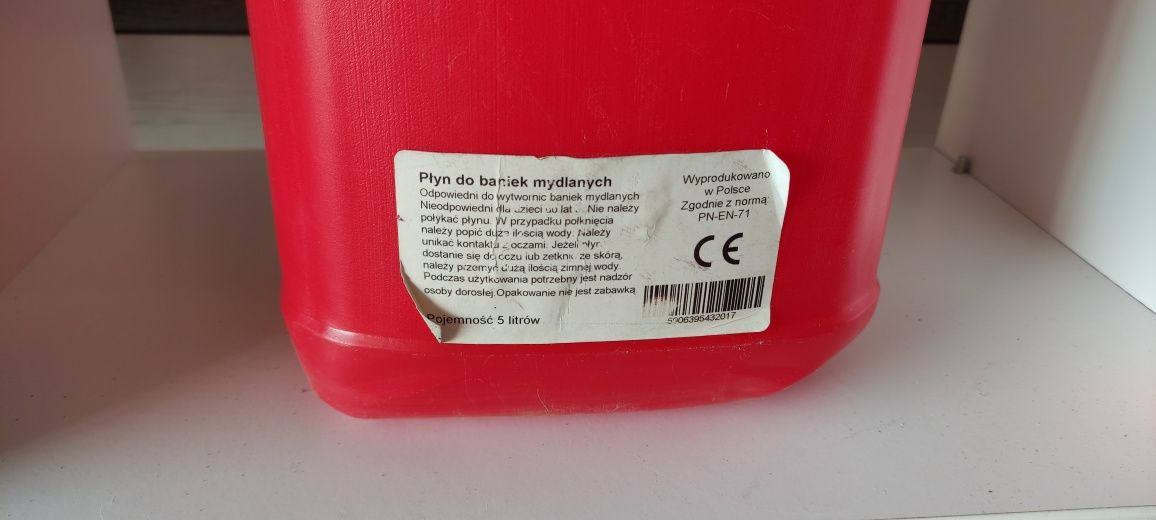 Płyn do baniek mydlanych
Odpowiedni do wytwornic baniek mydlanych
Nieodpowiedni dla dzieci do lat Nie należy
połykać płynu. W przypadku połknięcia
należy popić dużą ilością wody. Należy
unikać kontaktu z oczami. Jeżeli płyn
dostanie się do oczu lub zetknie ze skórą,
należy przemyć dużą ilością zimnej wody.
Podczas użytkowania potrzebny jest nadzór
osoby dorosłej.Opakowanie nie jest zabawką
Pojemność 5 litrów
Wyprodukowano
w Polsce
Zgodnie z normą
PN-EN-71
CE
5906395432017